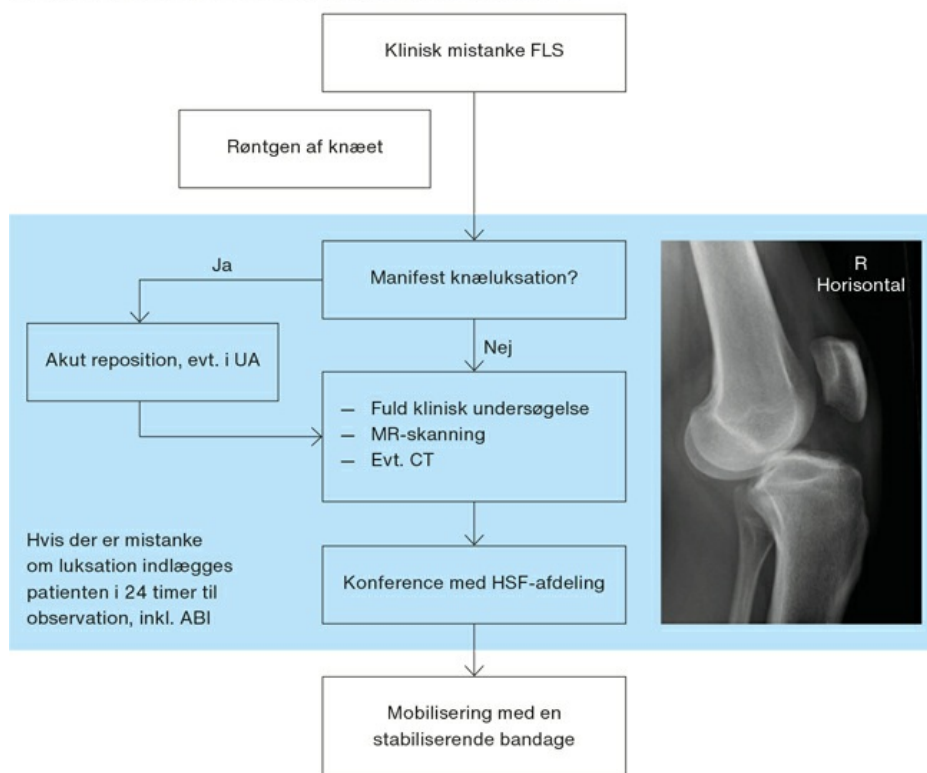 Klinisk mistanke FLS
Røntgen af knæet
Manifest knæluksation?
Ja
Nej
Akut reposition, evt. i UA
— Fuld klinisk undersøgelse
— MR-skanning
— Evt. CT
Hvis der er mistanke
om luksation indlægges
patienten i 24 timer til
observation, inkl. ABI
Konference med HSF-afdeling
Mobilisering med en
stabiliserende bandage
R
Horisontal